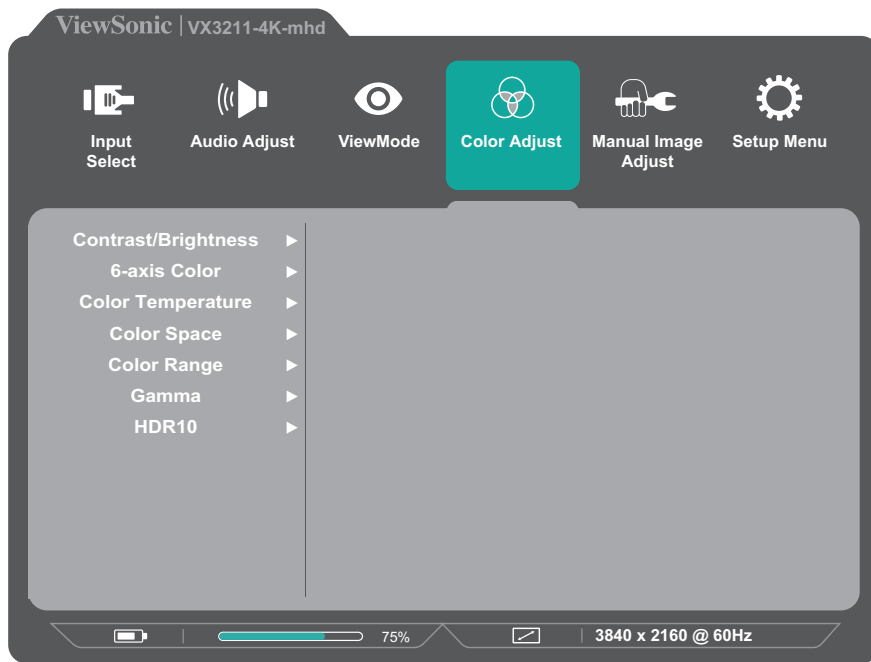 ViewSonic | VX3211-4K-mhd
Input Select
Audio Adjust
ViewMode
Color Adjust
Manual Image Adjust
Setup Menu
Contrast/Brightness
6-axis Color
Color Temperature
Color Space
Color Range
Gamma
HDR10
75%
3840 x 2160 @ 60Hz